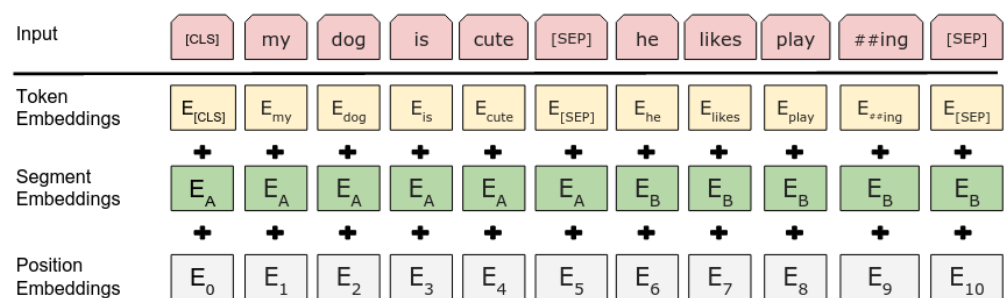 Input [CLS] my dog is cute [SEP] he likes play ##ing [SEP]
Token
Embeddings E[CLS] Emy Edog Eis Ecute E[SEP] Ehe Elikes Eplay E##ing E[SEP]
+ + + + + + + + + + +
Segment
Embeddings EA EA EA EA EA EA EB EB EB EB EB
+ + + + + + + + + + +
Position
Embeddings E0 E1 E2 E3 E4 E5 E6 E7 E8 E9 E10